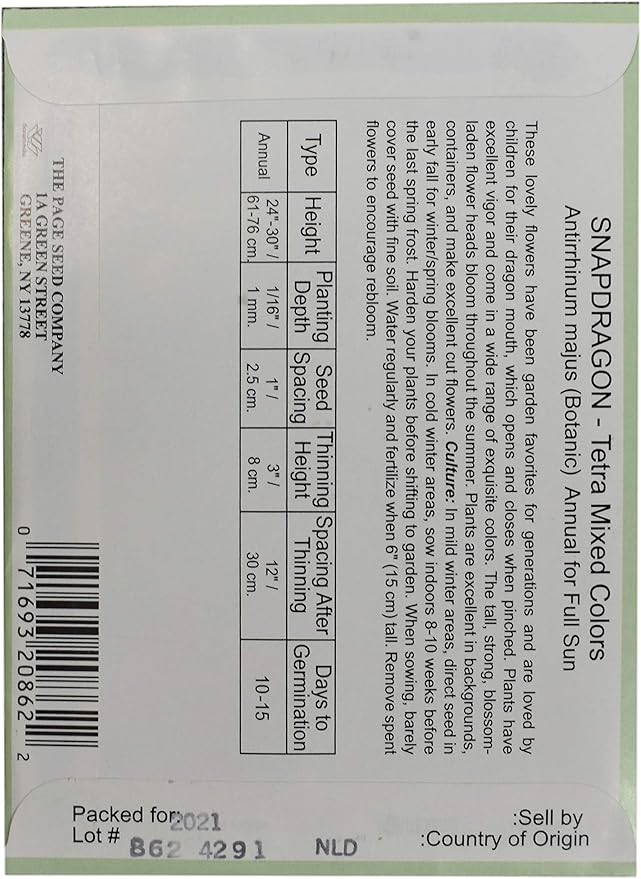 SNAPDRAGON - Tetra Mixed Colors
Antirrhinum majus (Botanic) Annual for Full Sun
These lovely flowers have been garden favorites for generations and are loved by
children for their dragon mouth, which opens and closes when pinched. Plants have
excellent vigor and come in a wide range of exquisite colors. The tall, strong, blossom-
laden flower heads bloom throughout the summer. Plants are excellent in backgrounds,
containers, and make excellent cut flowers. Culture: In mild winter areas, direct seed in
early fall for winter/spring blooms. In cold winter areas, sow indoors 8-10 weeks before
the last spring frost. Harden your plants before shifting to garden. When sowing, barely
cover seed with fine soil. Water regularly and fertilize when 6" (15 cm) tall. Remove spent
flowers to encourage rebloom.
Type Height Planting Depth Seed Spacing Thinning Height Spacing After Thinning Days to Germination
Annual 24"-30" / 61-76 cm. 1/16" / 1 mm. 1" / 2.5 cm. 3" / 8 cm. 12" / 30 cm. 10-15
THE PAGE SEED COMPANY
1A GREEN STREET
GREENE, NY 13778
0 71693 20862 2
Packed for: 2021
Lot # 862 4291 NLD
:Sell by
:Country of Origin